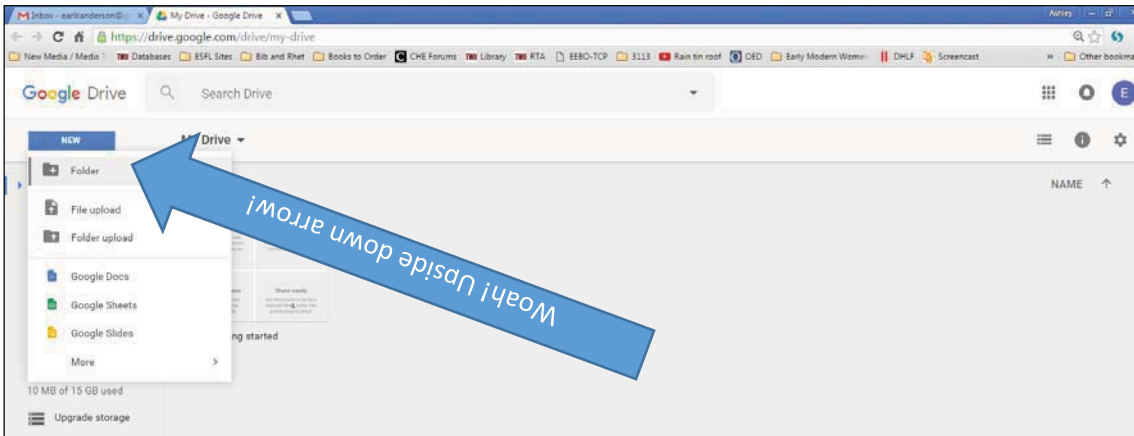 Inbox - earlkanderson@g
My Drive - Google Drive
Ashley
https://drive.google.com/drive/my-drive
New Media / Media T TWU Databases ESFL Sites Bib and Rhet Books to Order CHE Forums TWU Library TWU RTA EEBO-TCP 3113 Rain tin roof OED Early Modern Wome Screencast » Other bookma
Google Drive Search Drive E
NEW My Drive
Folder
NAME
File upload
Folder upload
Woah! Upside down arrow!
Google Docs
Share easily
Google Sheets
Google Slides
ng started
More
10 MB of 15 GB used
Upgrade storage